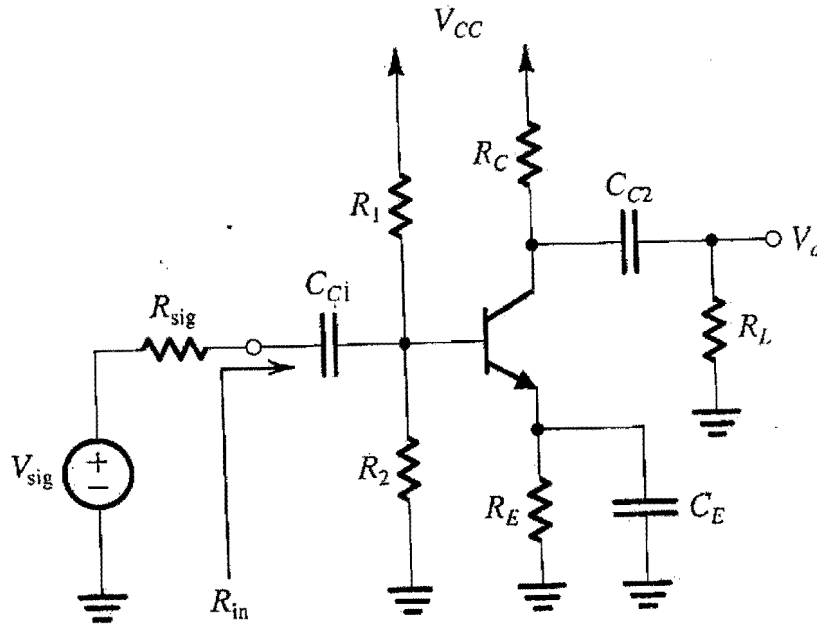 V_CC
R_C
C_C2
R_1
V_o
C_C1
R_sig
R_L
V_sig
+
−
R_2
R_E
C_E
R_in